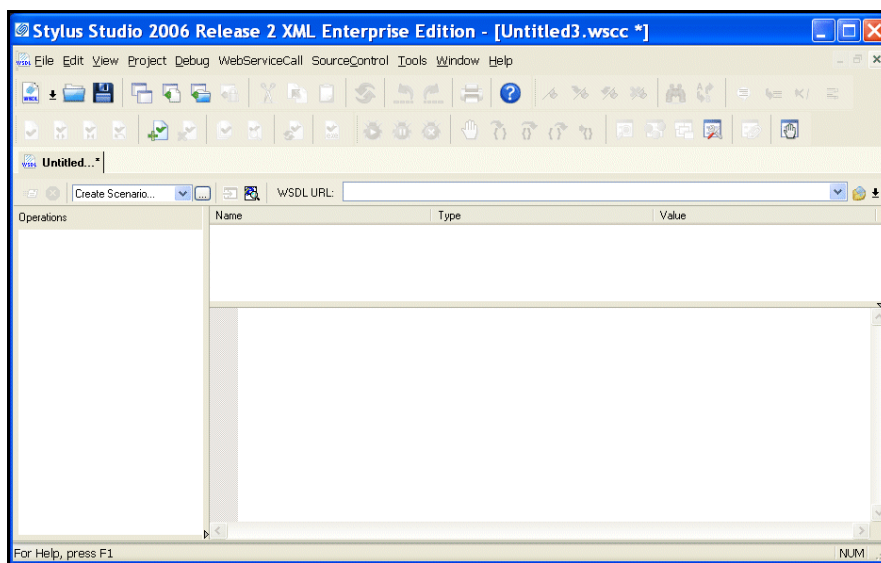 Stylus Studio 2006 Release 2 XML Enterprise Edition - [Untitled3.wscc *]
File Edit View Project Debug WebServiceCall SourceControl Tools Window Help
Untitled...*
Create Scenario... ... WSDL URL:
Operations Name Type Value
For Help, press F1 NUM